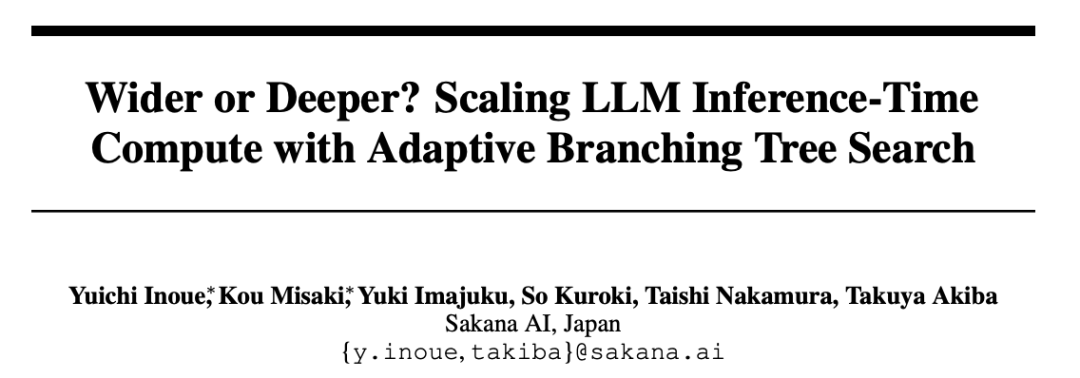 Wider or Deeper? Scaling LLM Inference-Time
Compute with Adaptive Branching Tree Search
Yuichi Inoue,* Kou Misaki,* Yuki Imajuku, So Kuroki, Taishi Nakamura, Takuya Akiba
Sakana AI, Japan
{y.inoue,takiba}@sakana.ai